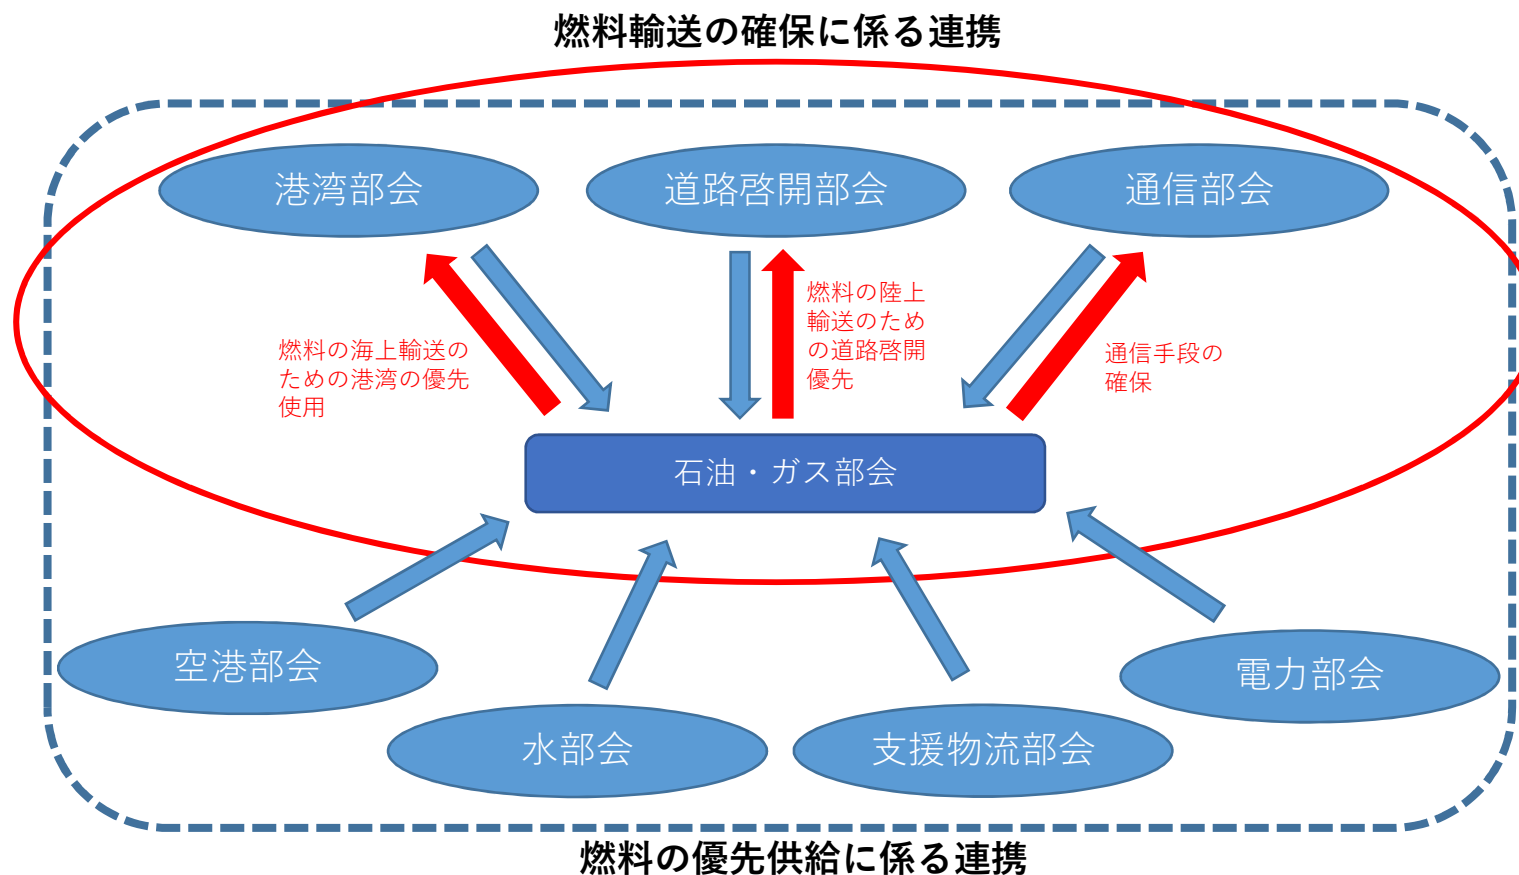 燃料輸送の確保に係る連携
港湾部会
道路啓開部会
通信部会
燃料の海上輸送の
ための港湾の優先
使用
燃料の陸上
輸送のため
の道路啓開
優先
通信手段の
確保
石油・ガス部会
空港部会
水部会
支援物流部会
電力部会
燃料の優先供給に係る連携